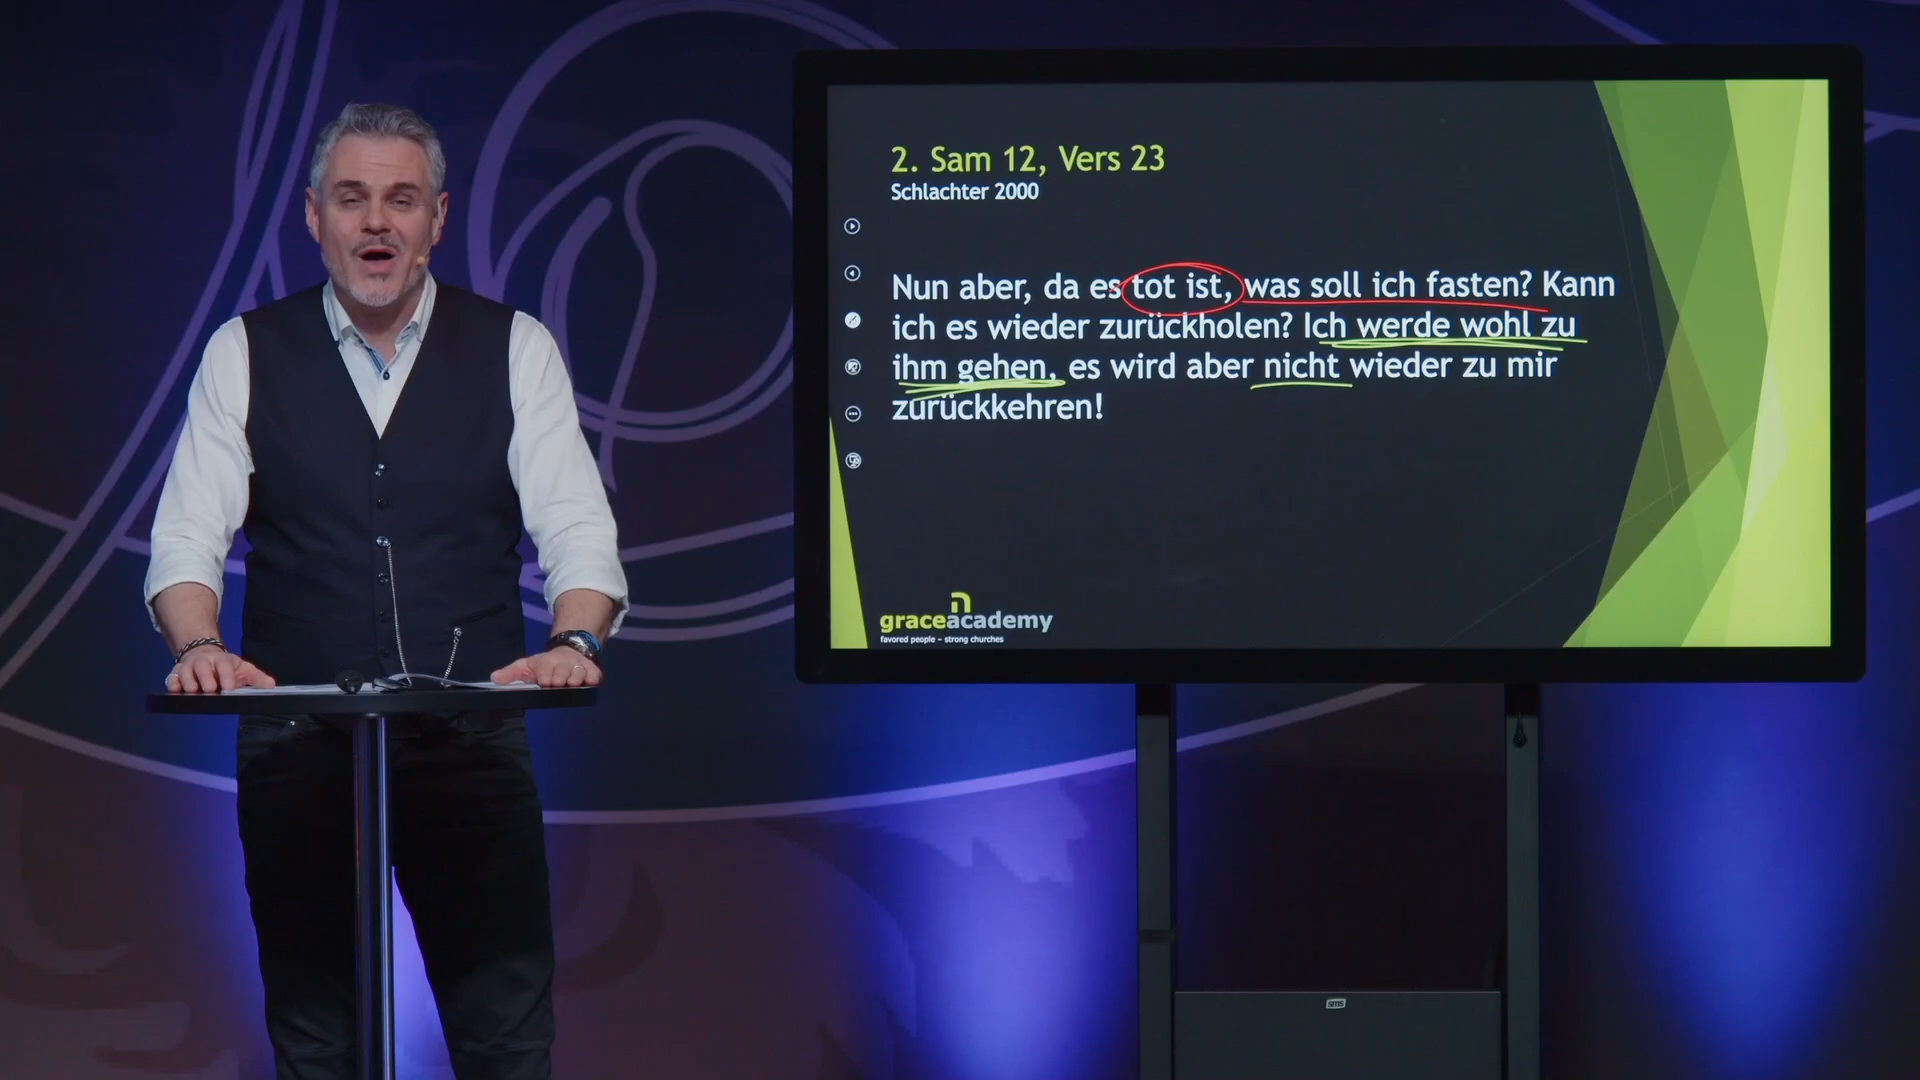 2. Sam 12, Vers 23
Schlachter 2000
Nun aber, da es tot ist, was soll ich fasten? Kann
ich es wieder zurückholen? Ich werde wohl zu
ihm gehen, es wird aber nicht wieder zu mir
zurückkehren!
graceacademy
favored people – strong churches
sms